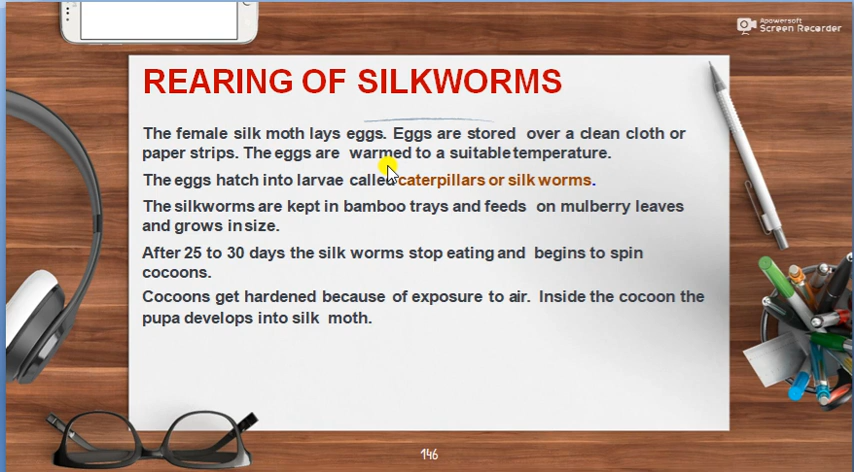 Apowersoft
Screen Recorder
REARING OF SILKWORMS
The female silk moth lays eggs. Eggs are stored over a clean cloth or
paper strips. The eggs are warmed to a suitable temperature.
The eggs hatch into larvae called caterpillars or silk worms.
The silkworms are kept in bamboo trays and feeds on mulberry leaves
and grows in size.
After 25 to 30 days the silk worms stop eating and begins to spin
cocoons.
Cocoons get hardened because of exposure to air. Inside the cocoon the
pupa develops into silk moth.
146